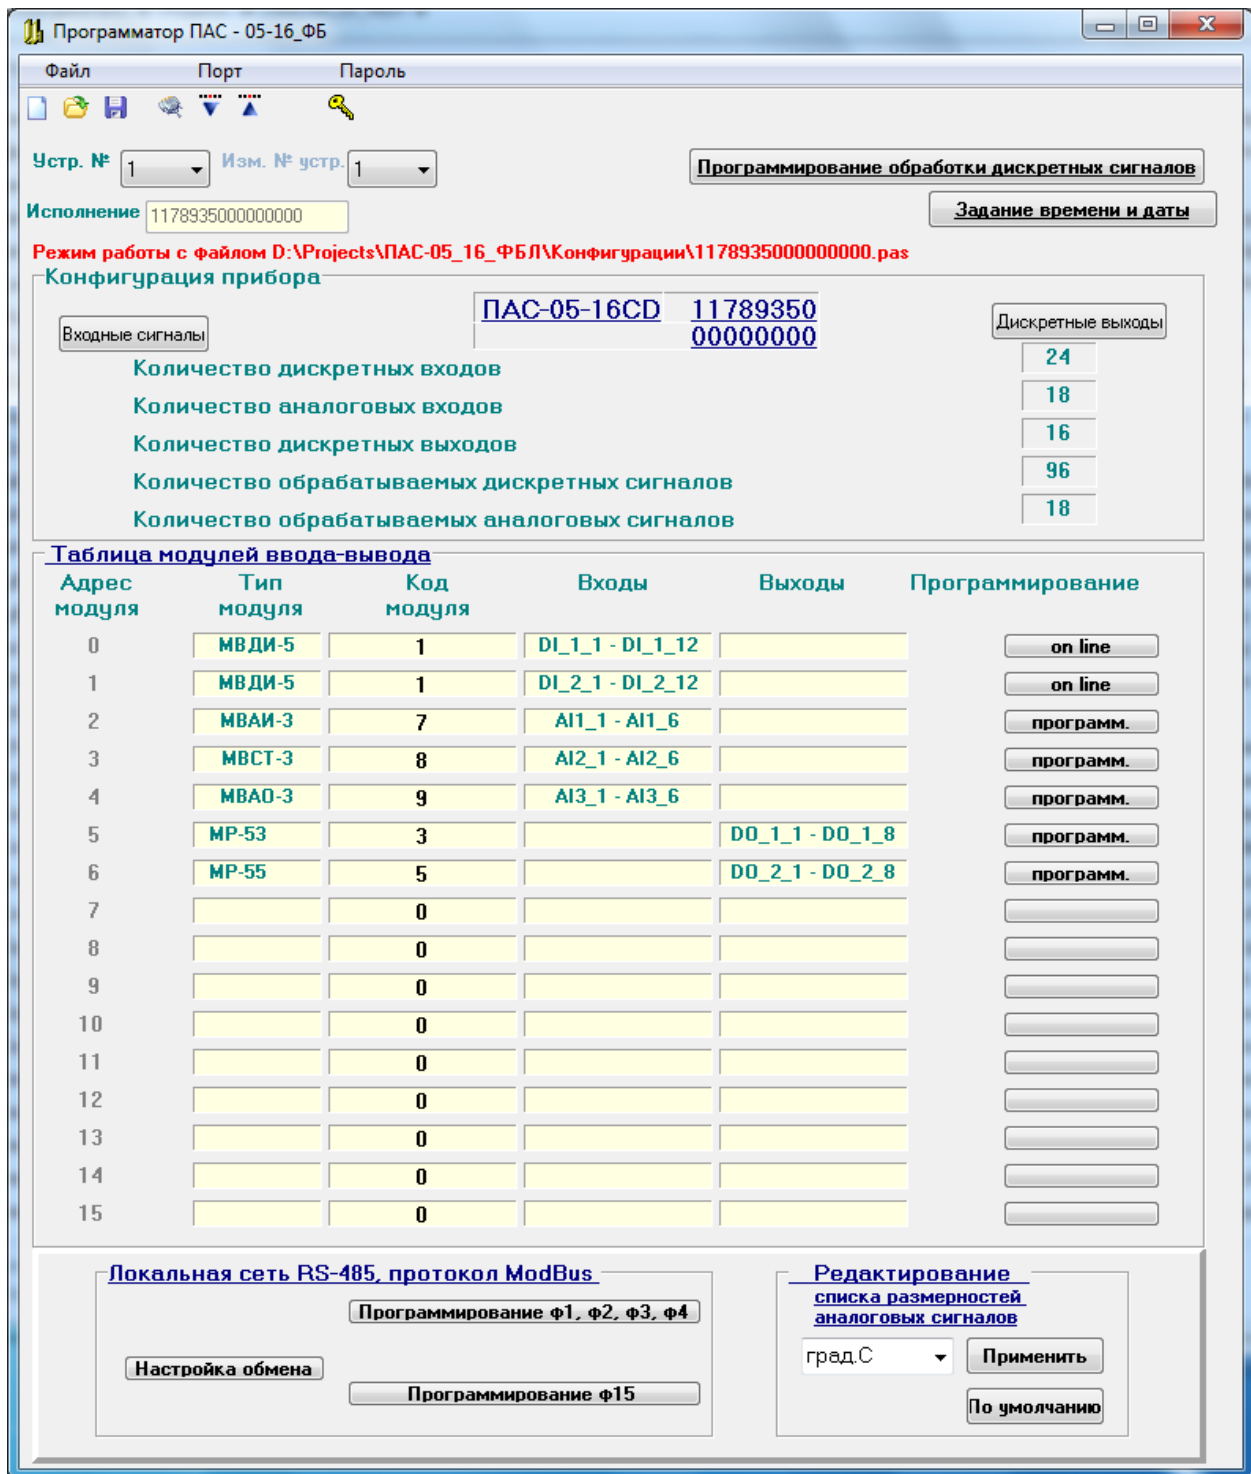 Программатор ПАС - 05-16_ФБ
Файл Порт Пароль
Устр. № 1 Изм. № устр. 1 Программирование обработки дискретных сигналов
Исполнение 1178935000000000 Задание времени и даты
Режим работы с файлом D:\Projects\ПАС-05_16_ФБЛ\Конфигурации\1178935000000000.pas
Конфигурация прибора
Входные сигналы ПАС-05-16CD 11789350 Дискретные выходы
00000000
Количество дискретных входов 24
Количество аналоговых входов 18
Количество дискретных выходов 16
Количество обрабатываемых дискретных сигналов 96
Количество обрабатываемых аналоговых сигналов 18
Таблица модулей ввода-вывода
Адрес Тип Код Входы Выходы Программирование
модуля модуля модуля
0 МВДИ-5 1 DI_1_1 - DI_1_12 on line
1 МВДИ-5 1 DI_2_1 - DI_2_12 on line
2 МВАИ-3 7 AI1_1 - AI1_6 программ.
3 МВСТ-3 8 AI2_1 - AI2_6 программ.
4 МВАО-3 9 AI3_1 - AI3_6 программ.
5 МР-53 3 DO_1_1 - DO_1_8 программ.
6 МР-55 5 DO_2_1 - DO_2_8 программ.
7 0
8 0
9 0
10 0
11 0
12 0
13 0
14 0
15 0
Локальная сеть RS-485, протокол ModBus
Программирование ф1, ф2, ф3, ф4
Настройка обмена
Программирование ф15
Редактирование
списка размерностей
аналоговых сигналов
град.С Применить
По умолчанию